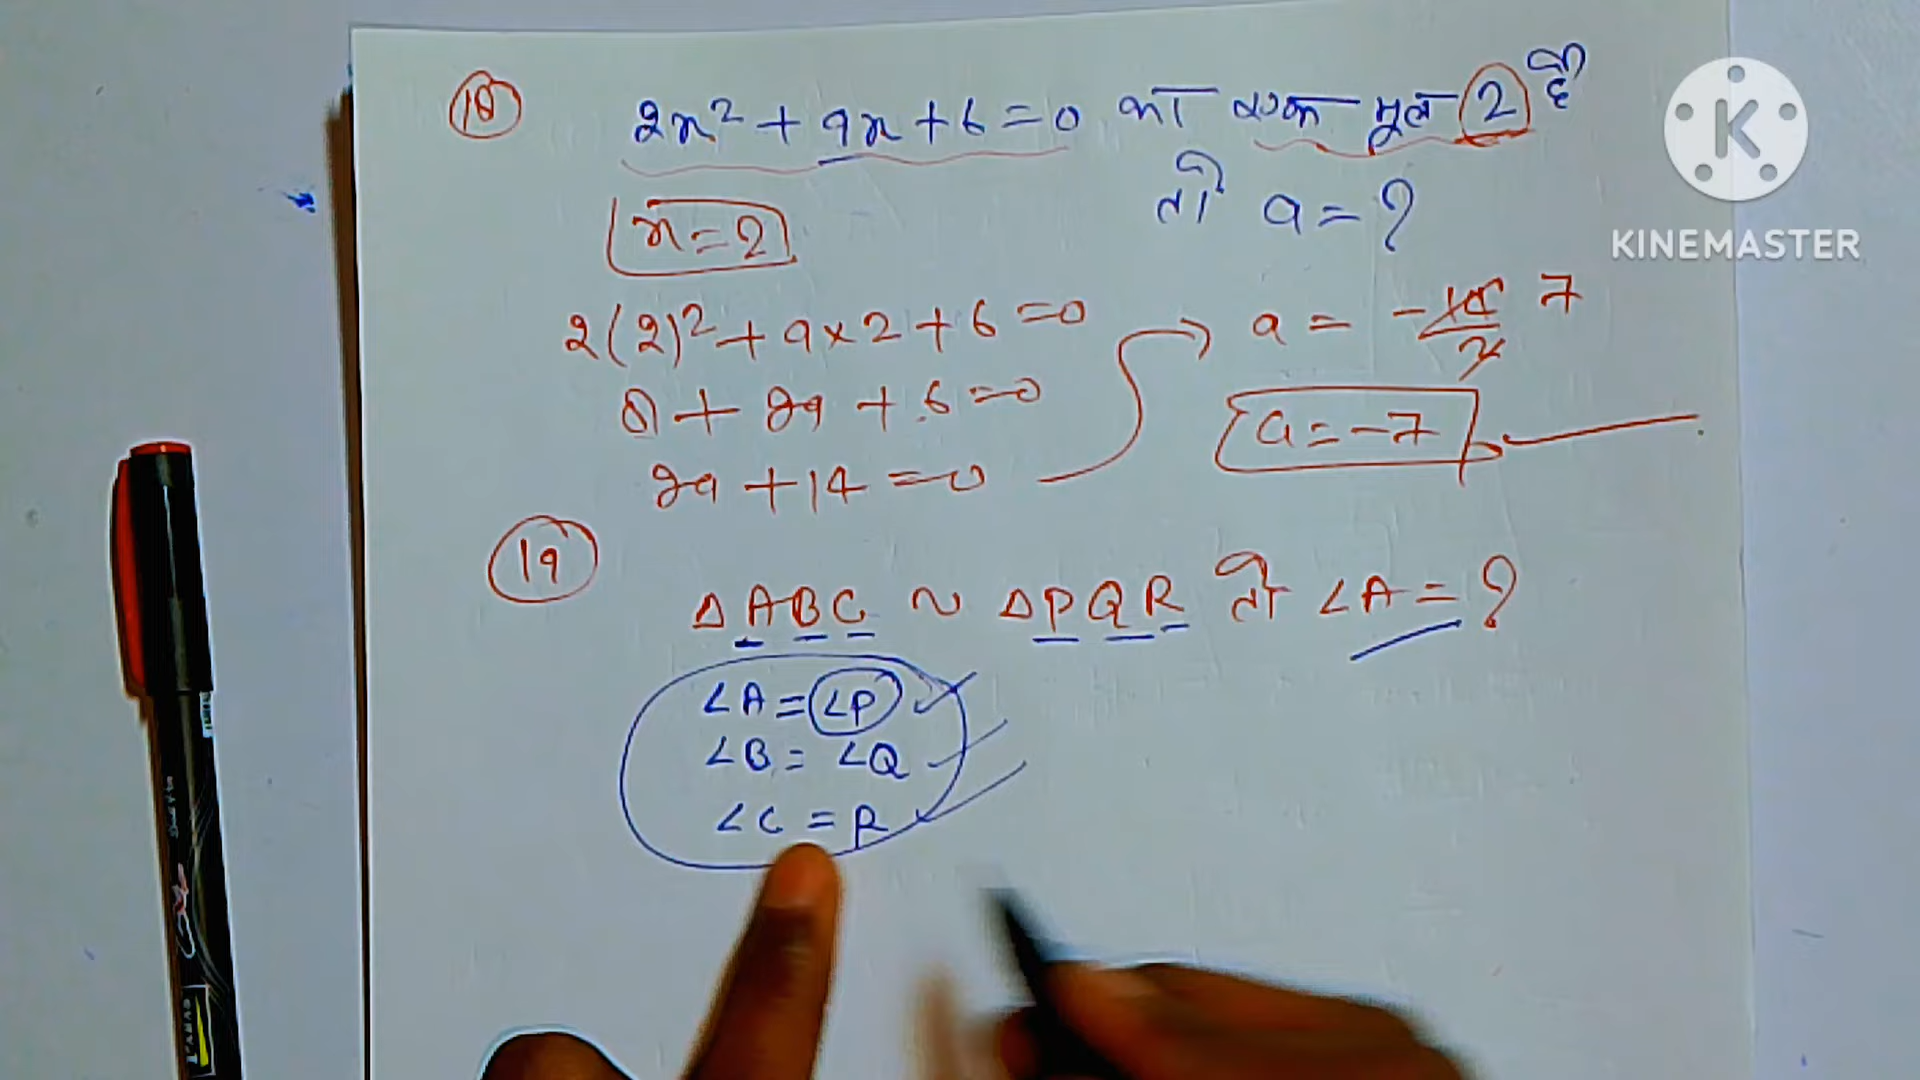 18
2x² + ax + 6 = 0 का एक मूल 2 है
तो a = ?
x = 2
2(2)² + a × 2 + 6 = 0
8 + 2a + 6 = 0
2a + 14 = 0
a = -14/2 7
a = -7
19
Δ ABC ~ Δ PQR तो ∠A = ?
∠A = ∠P
∠B = ∠Q
∠C = R
K
KINEMASTER